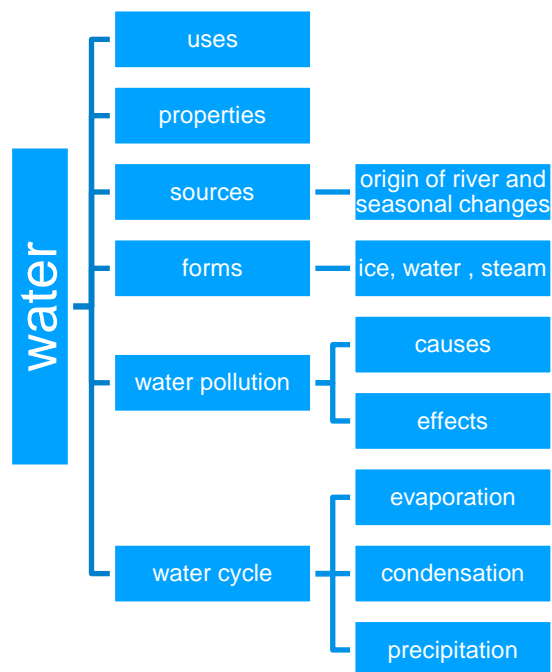 water
uses
properties
sources
origin of river and
seasonal changes
forms
ice, water , steam
water pollution
causes
effects
water cycle
evaporation
condensation
precipitation